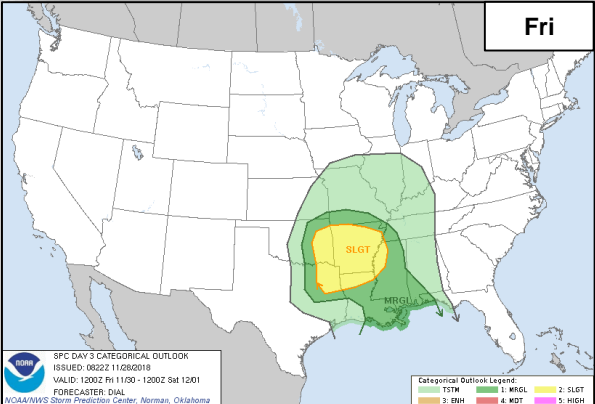 Fri
SLGT
MRGL
SPC DAY 3 CATEGORICAL OUTLOOK
ISSUED: 0822Z 11/28/2018
VALID: 1200Z Fri 11/30 - 1200Z Sat 12/01
FORECASTER: DIAL
NOAA/NWS Storm Prediction Center, Norman, Oklahoma
NOAA
Categorical Outlook Legend:
TSTM 1: MRGL 2: SLGT
3: ENH 4: MDT 5: HIGH